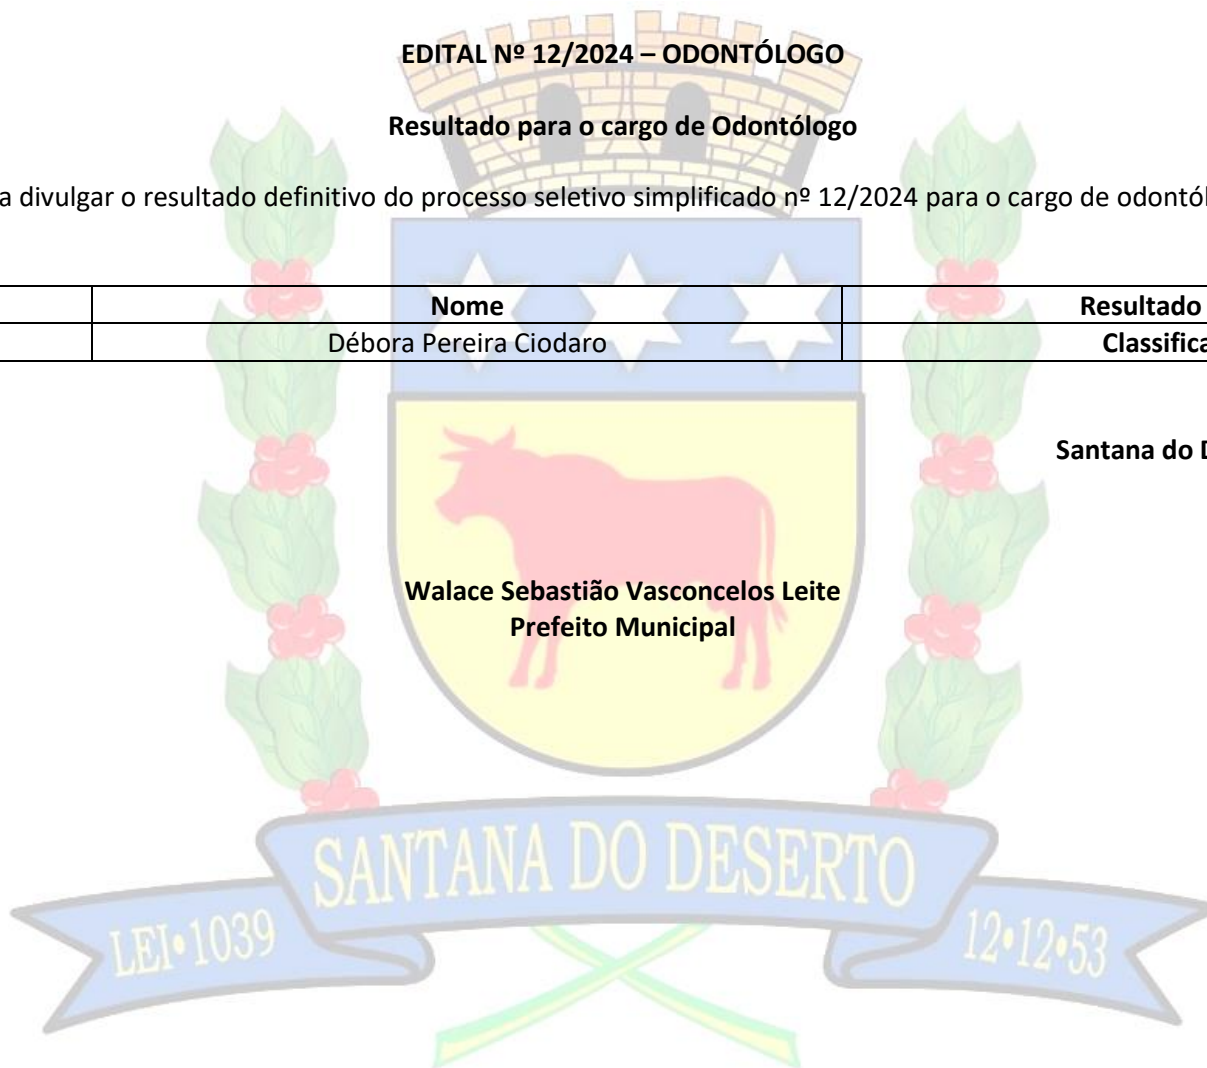 EDITAL Nº 12/2024 – ODONTÓLOGO
Resultado para o cargo de Odontólogo
a divulgar o resultado definitivo do processo seletivo simplificado nº 12/2024 para o cargo de odontól
Nome Resultado
Débora Pereira Ciodaro Classifica
Santana do D
Walace Sebastião Vasconcelos Leite
Prefeito Municipal
SANTANA DO DESERTO
LEI•1039 12•12•53